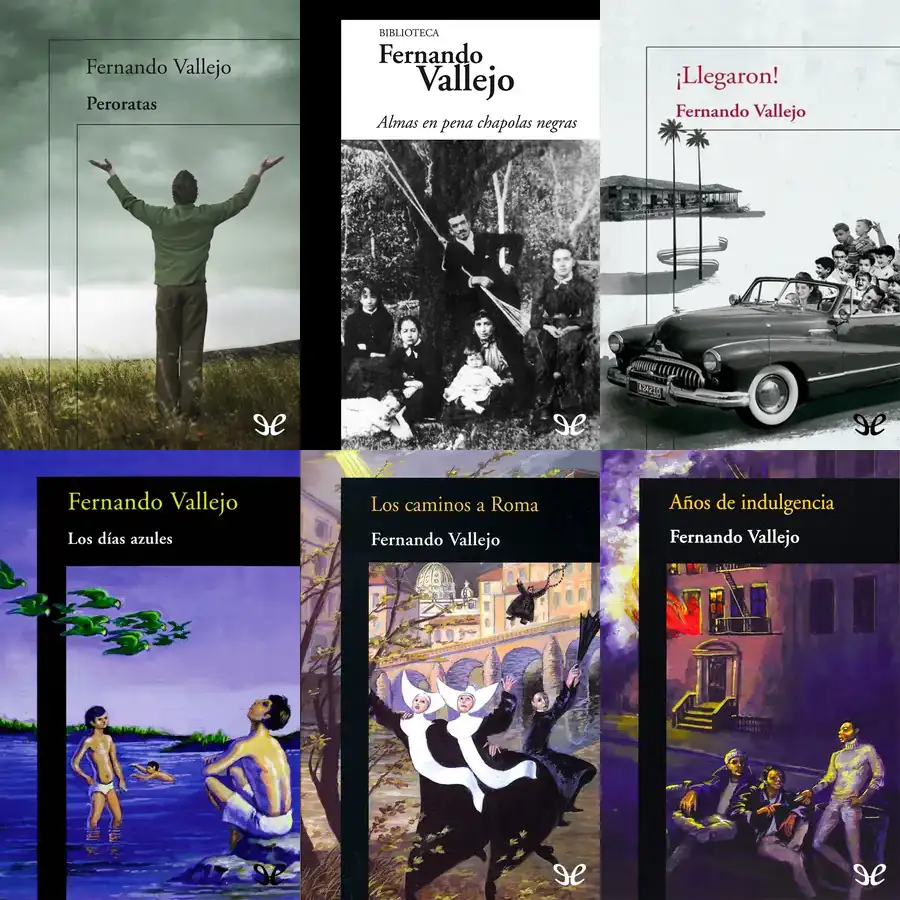 Fernando Vallejo
Peroratas
BIBLIOTECA
Fernando
Vallejo
Almas en pena chapolas negras
¡Llegaron!
Fernando Vallejo
Fernando Vallejo
Los días azules
Los caminos a Roma
Fernando Vallejo
Años de indulgencia
Fernando Vallejo